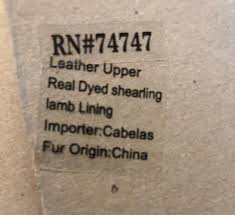 RN#74747
Leather Upper
Real Dyed shearling
lamb Lining
Importer:Cabelas
Fur Origin:China